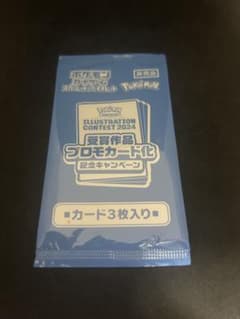 ポケモン
カードゲーム
スカーレット&バイオレット
非売品
Pokémon
Pokémon
ILLUSTRATION
CONTEST 2024
受賞作品
プロモカード化
記念キャンペーン
■カード3枚入り■